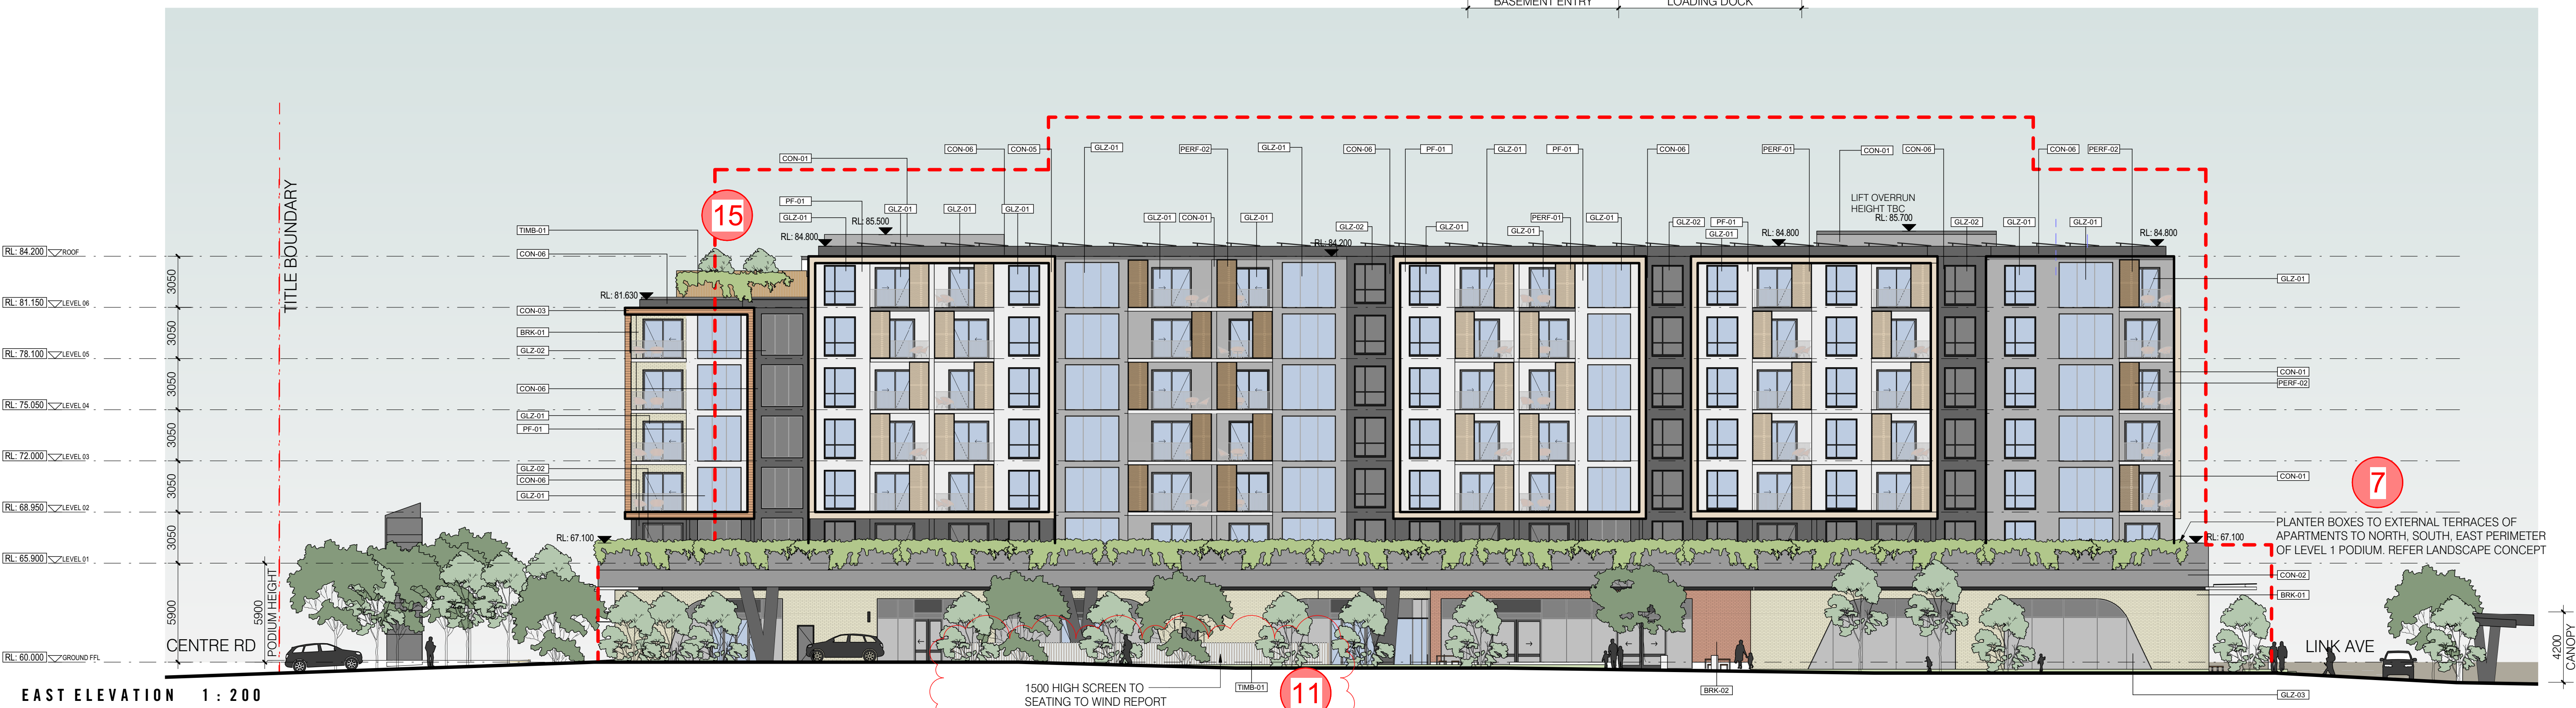 BASEMENT ENTRY
LOADING DOCK
CON-01
CON-06
CON-05
GLZ-01
PERF-02
GLZ-01
CON-06
PF-01
GLZ-01
PF-01
CON-06
PERF-01
CON-01
CON-06
CON-06
PERF-02
TITLE BOUNDARY
15
PF-01
GLZ-01
RL: 85.500
GLZ-01
GLZ-01
GLZ-01
GLZ-01
CON-01
GLZ-01
GLZ-02
GLZ-01
GLZ-01
PERF-01
GLZ-01
GLZ-02
PF-01
GLZ-01
LIFT OVERRUN
HEIGHT TBC
RL: 85.700
GLZ-02
GLZ-01
GLZ-01
TIMB-01
RL: 84.800
RL: 84.200
RL: 84.800
RL: 84.800
RL: 84.200 ROOF
CON-06
GLZ-01
3050
RL: 81.630
RL: 81.150 LEVEL 06
CON-03
BRK-01
3050
GLZ-02
RL: 78.100 LEVEL 05
CON-01
PERF-02
3050
CON-06
RL: 75.050 LEVEL 04
GLZ-01
PF-01
3050
RL: 72.000 LEVEL 03
GLZ-02
CON-06
GLZ-01
3050
CON-01
7
RL: 68.950 LEVEL 02
PLANTER BOXES TO EXTERNAL TERRACES OF
APARTMENTS TO NORTH, SOUTH, EAST PERIMETER
OF LEVEL 1 PODIUM. REFER LANDSCAPE CONCEPT
3050
RL: 67.100
RL: 67.100
RL: 65.900 LEVEL 01
CON-02
BRK-01
5900
5900
PODIUM HEIGHT
CENTRE RD
LINK AVE
4200
CANOPY
RL: 60.000 GROUND FFL
EAST ELEVATION 1 : 200
1500 HIGH SCREEN TO
SEATING TO WIND REPORT
TIMB-01
11
BRK-02
GLZ-03